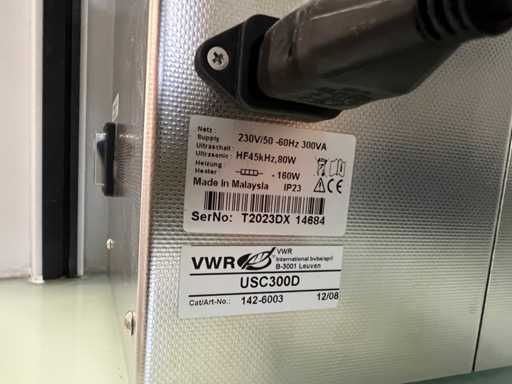 Netz :
Supply 230V/50 -60Hz 300VA
Ultraschall :
Ultrasonic : HF45kHz,80W
Heizung :
Heater - 160W
Made in Malaysia IP23
SerNo: T2023DX 14684
VWR
VWR
International bvba/sprl
B-3001 Leuven
USC300D
Cat/Art-No.: 142-6003 12/08